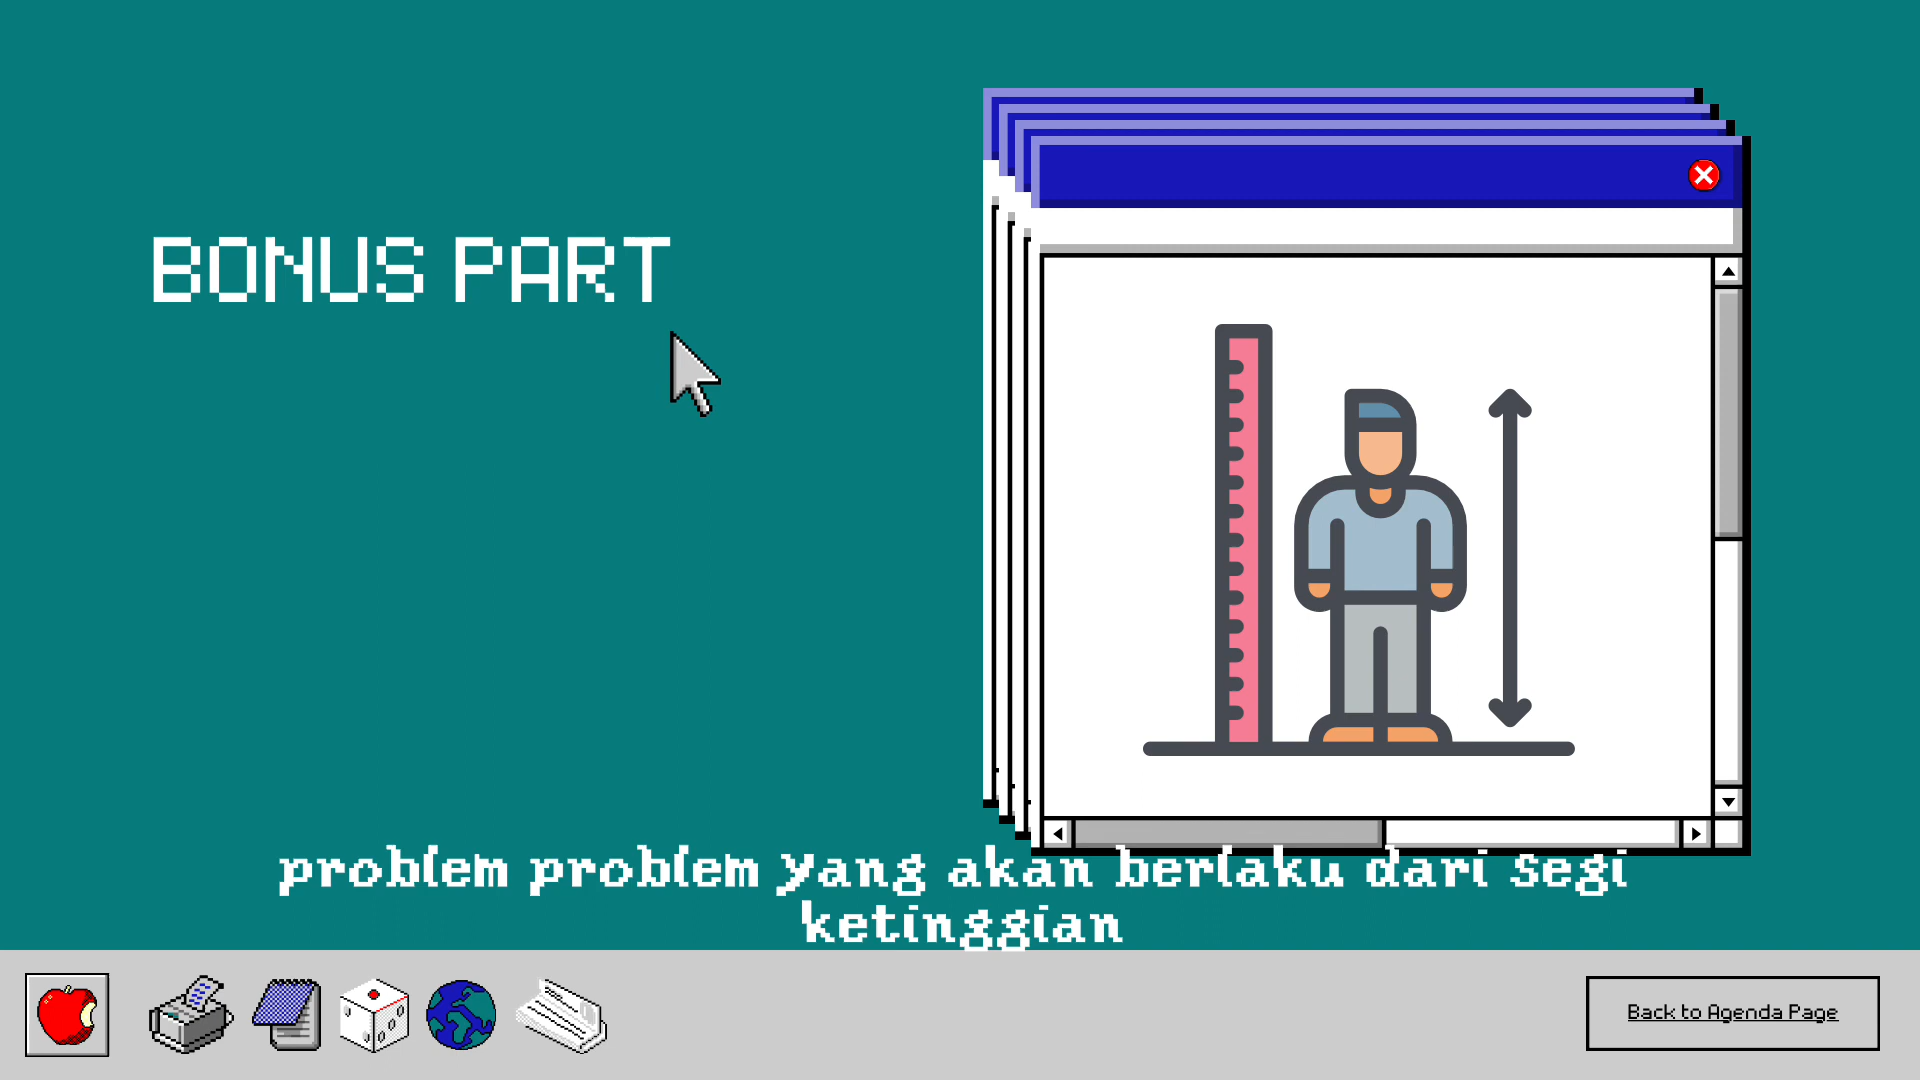 BONUS PART
problem problem yang akan berlaku dari segi
ketinggian
Back to Agenda Page